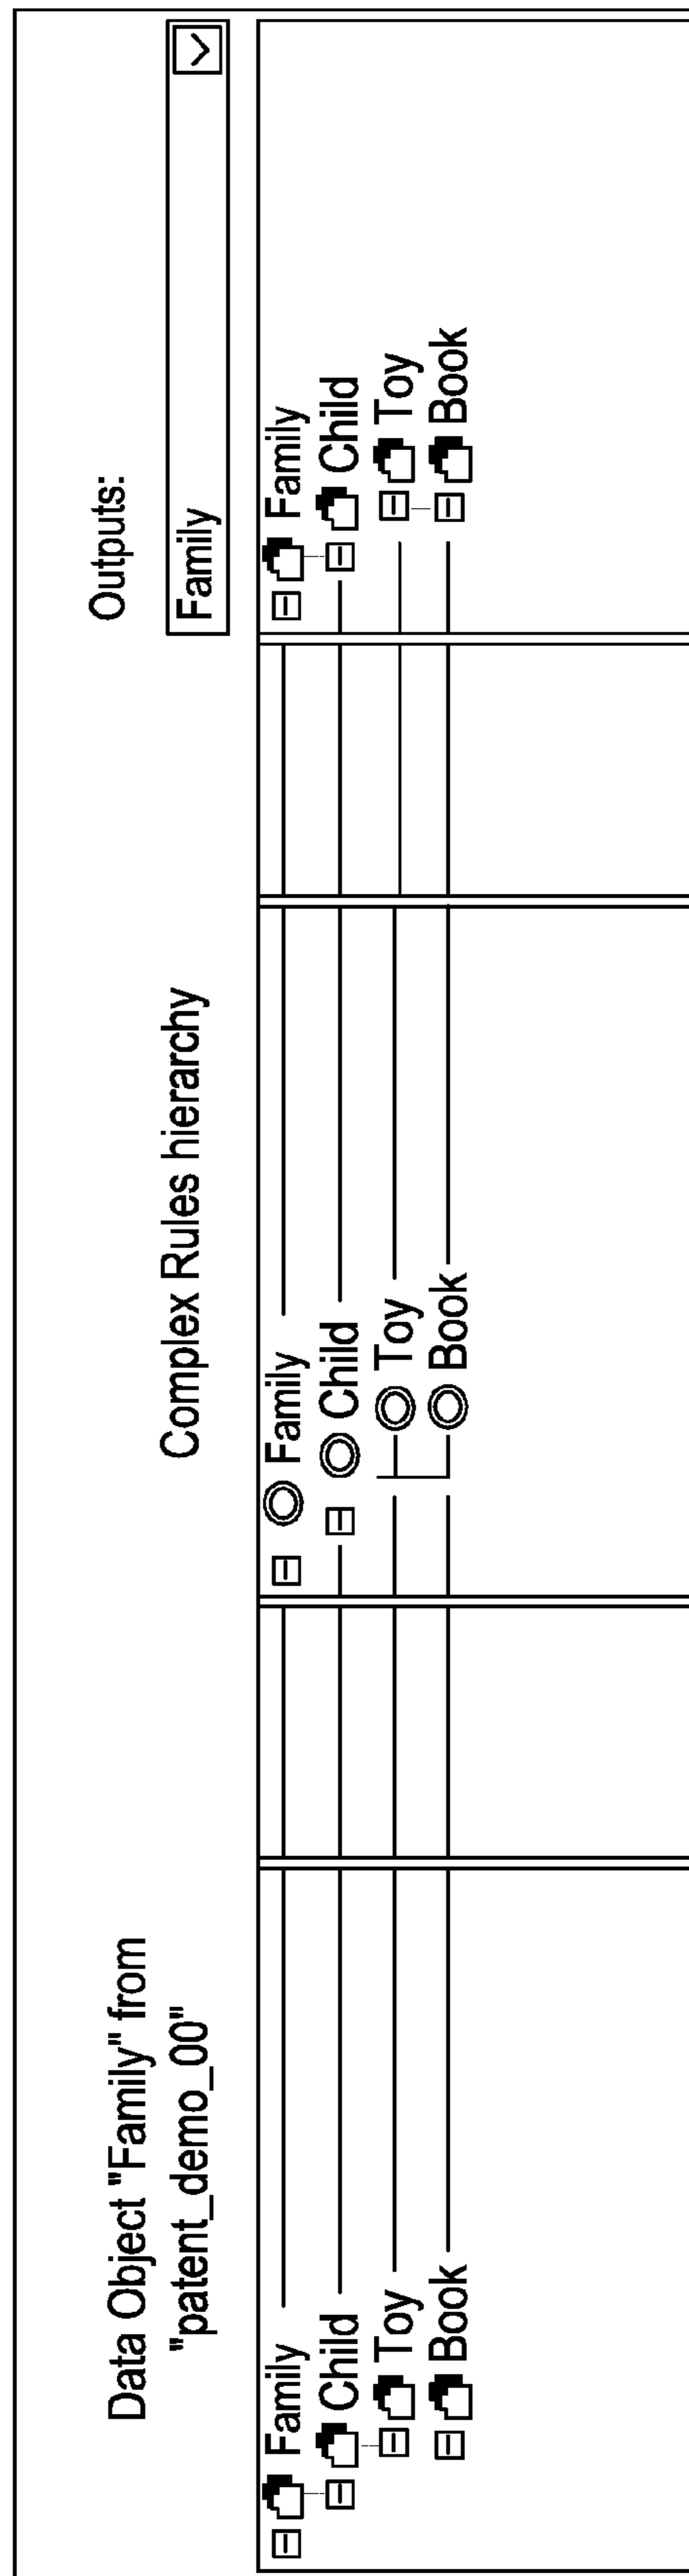 Data Object "Family" from
"patent_demo_00"
Family
Child
Toy
Book
Complex Rules hierarchy
Family
Child
Toy
Book
Outputs:
Family
Family
Child
Toy
Book